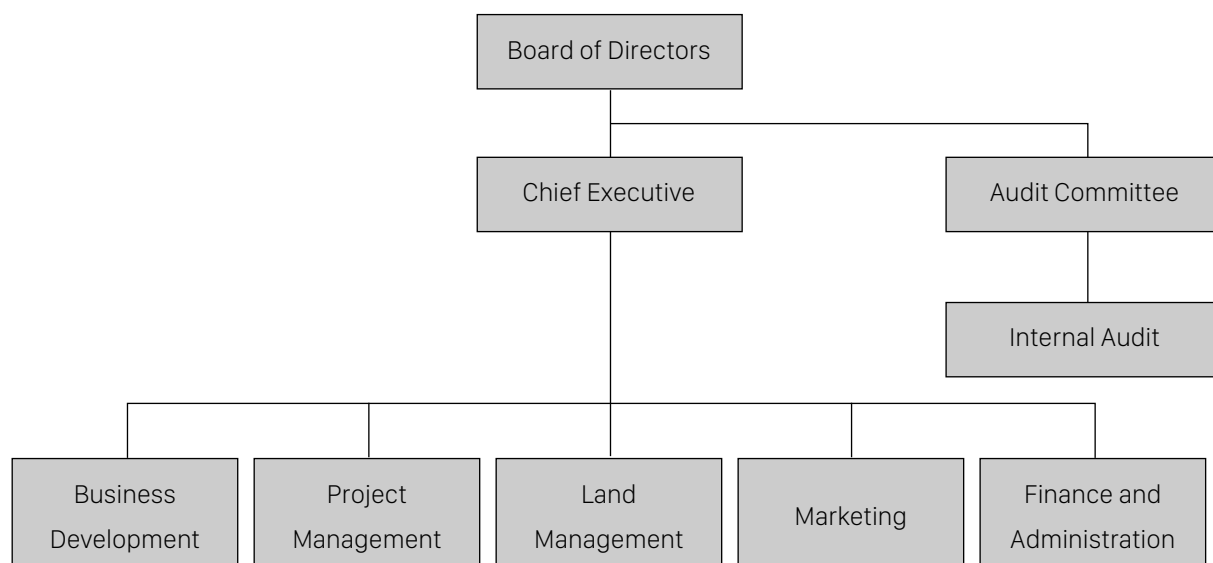 Board of Directors
Chief Executive
Audit Committee
Internal Audit
Business
Development
Project
Management
Land
Management
Marketing
Finance and
Administration